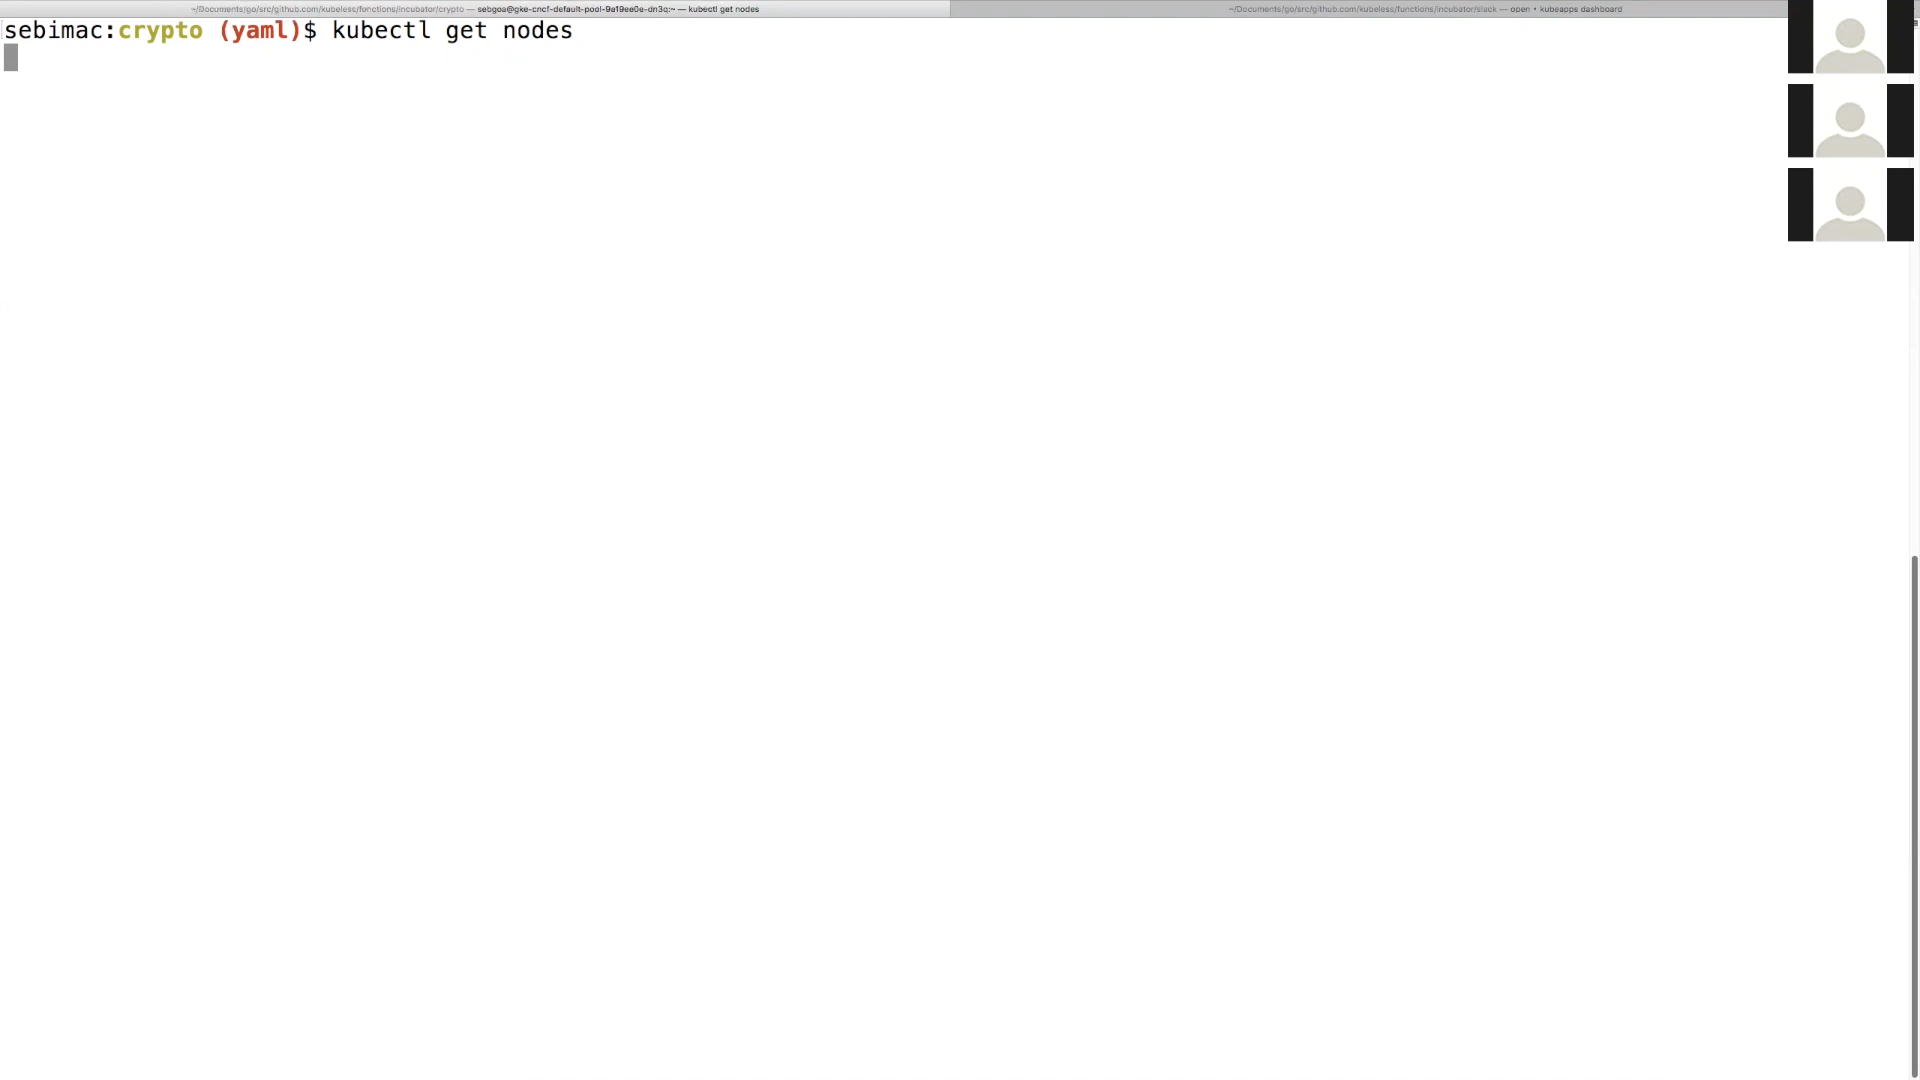 ~/Documents/go/src/github.com/kubeless/functions/incubator/crypto — sebgoa@gke-cncf-default-pool-9a19ee0e-dn3q:~ — kubectl get nodes
~/Documents/go/src/github.com/kubeless/functions/incubator/slack — open • kubeapps dashboard
sebimac:crypto (yaml)$ kubectl get nodes